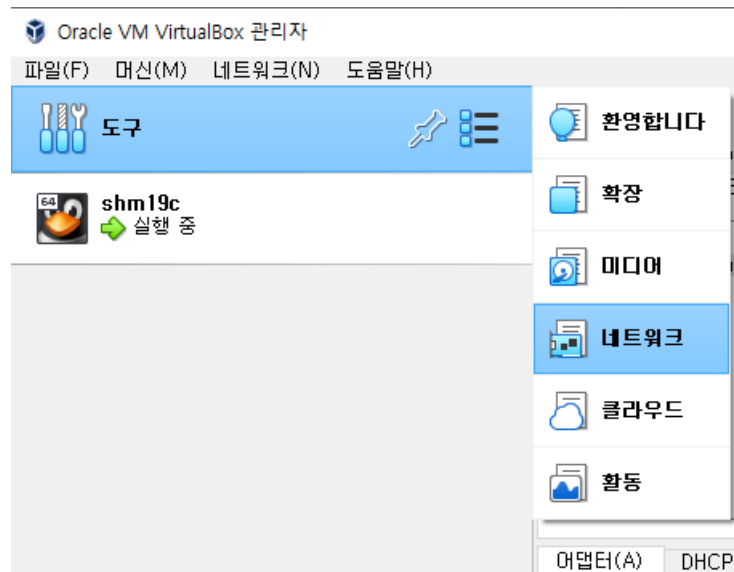 Oracle VM VirtualBox 관리자
파일(F) 머신(M) 네트워크(N) 도움말(H)
도구
64
shm19c
실행 중
환영합니다
확장
미디어
네트워크
클라우드
활동
어댑터(A) DHCP